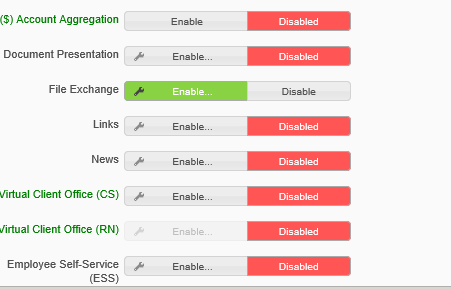 ($) Account Aggregation Enable Disabled
Document Presentation Enable... Disabled
File Exchange Enable... Disable
Links Enable... Disabled
News Enable... Disabled
Virtual Client Office (CS) Enable... Disabled
Virtual Client Office (RN) Enable... Disabled
Employee Self-Service Enable... Disabled
(ESS)